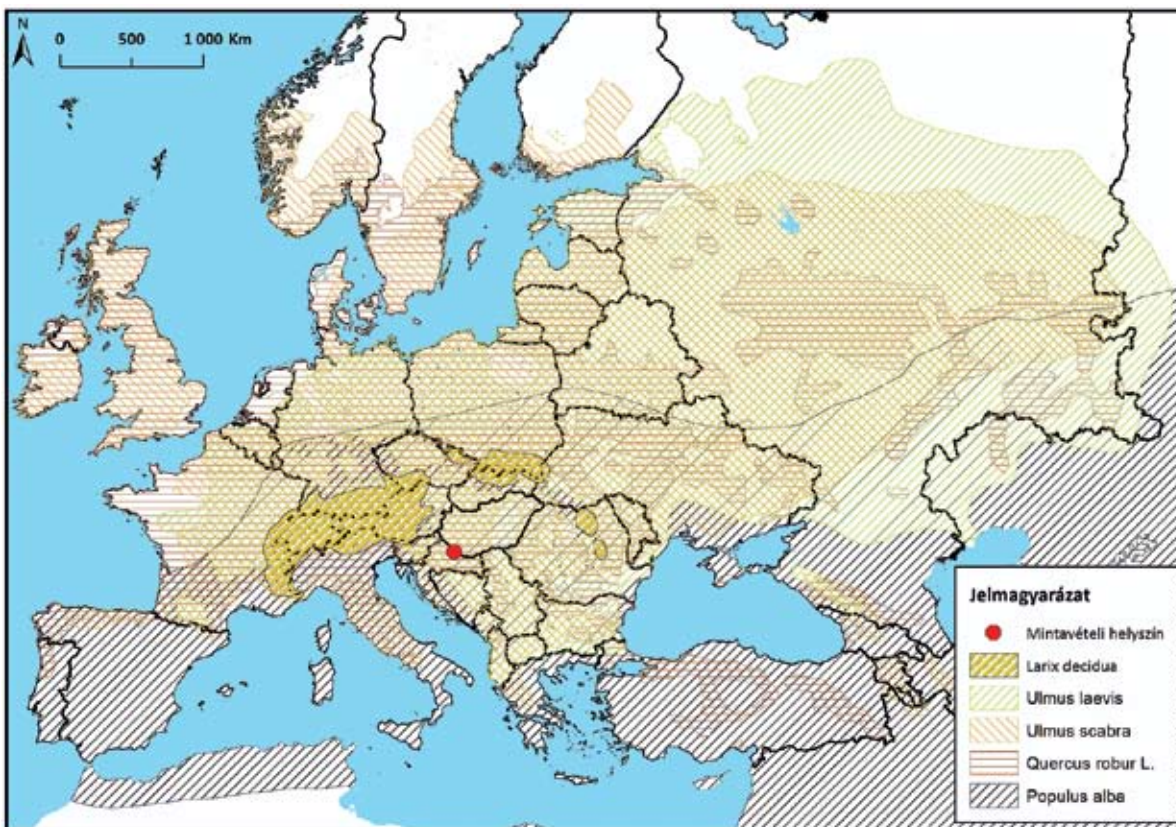 N
0 500 1 000 Km
Jelmagyarázat
Mintavételi helyszín
Larix decidua
Ulmus laevis
Ulmus scabra
Quercus robur L.
Populus alba